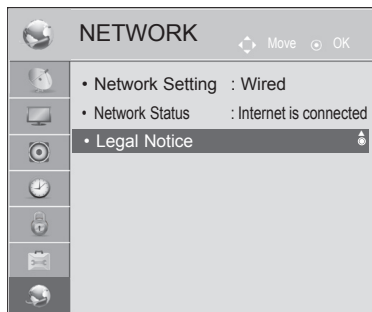 NETWORK
Move OK
• Network Setting : Wired
• Network Status : Internet is connected
• Legal Notice